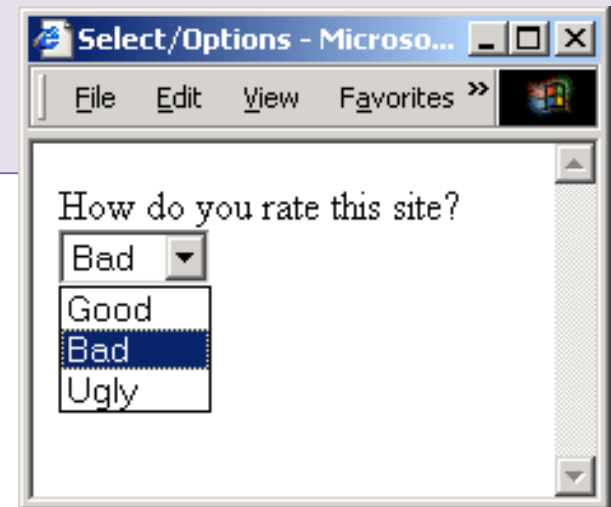 Select/Options - Microso...
File Edit View Favorites »
How do you rate this site?
Bad
Good
Bad
Ugly